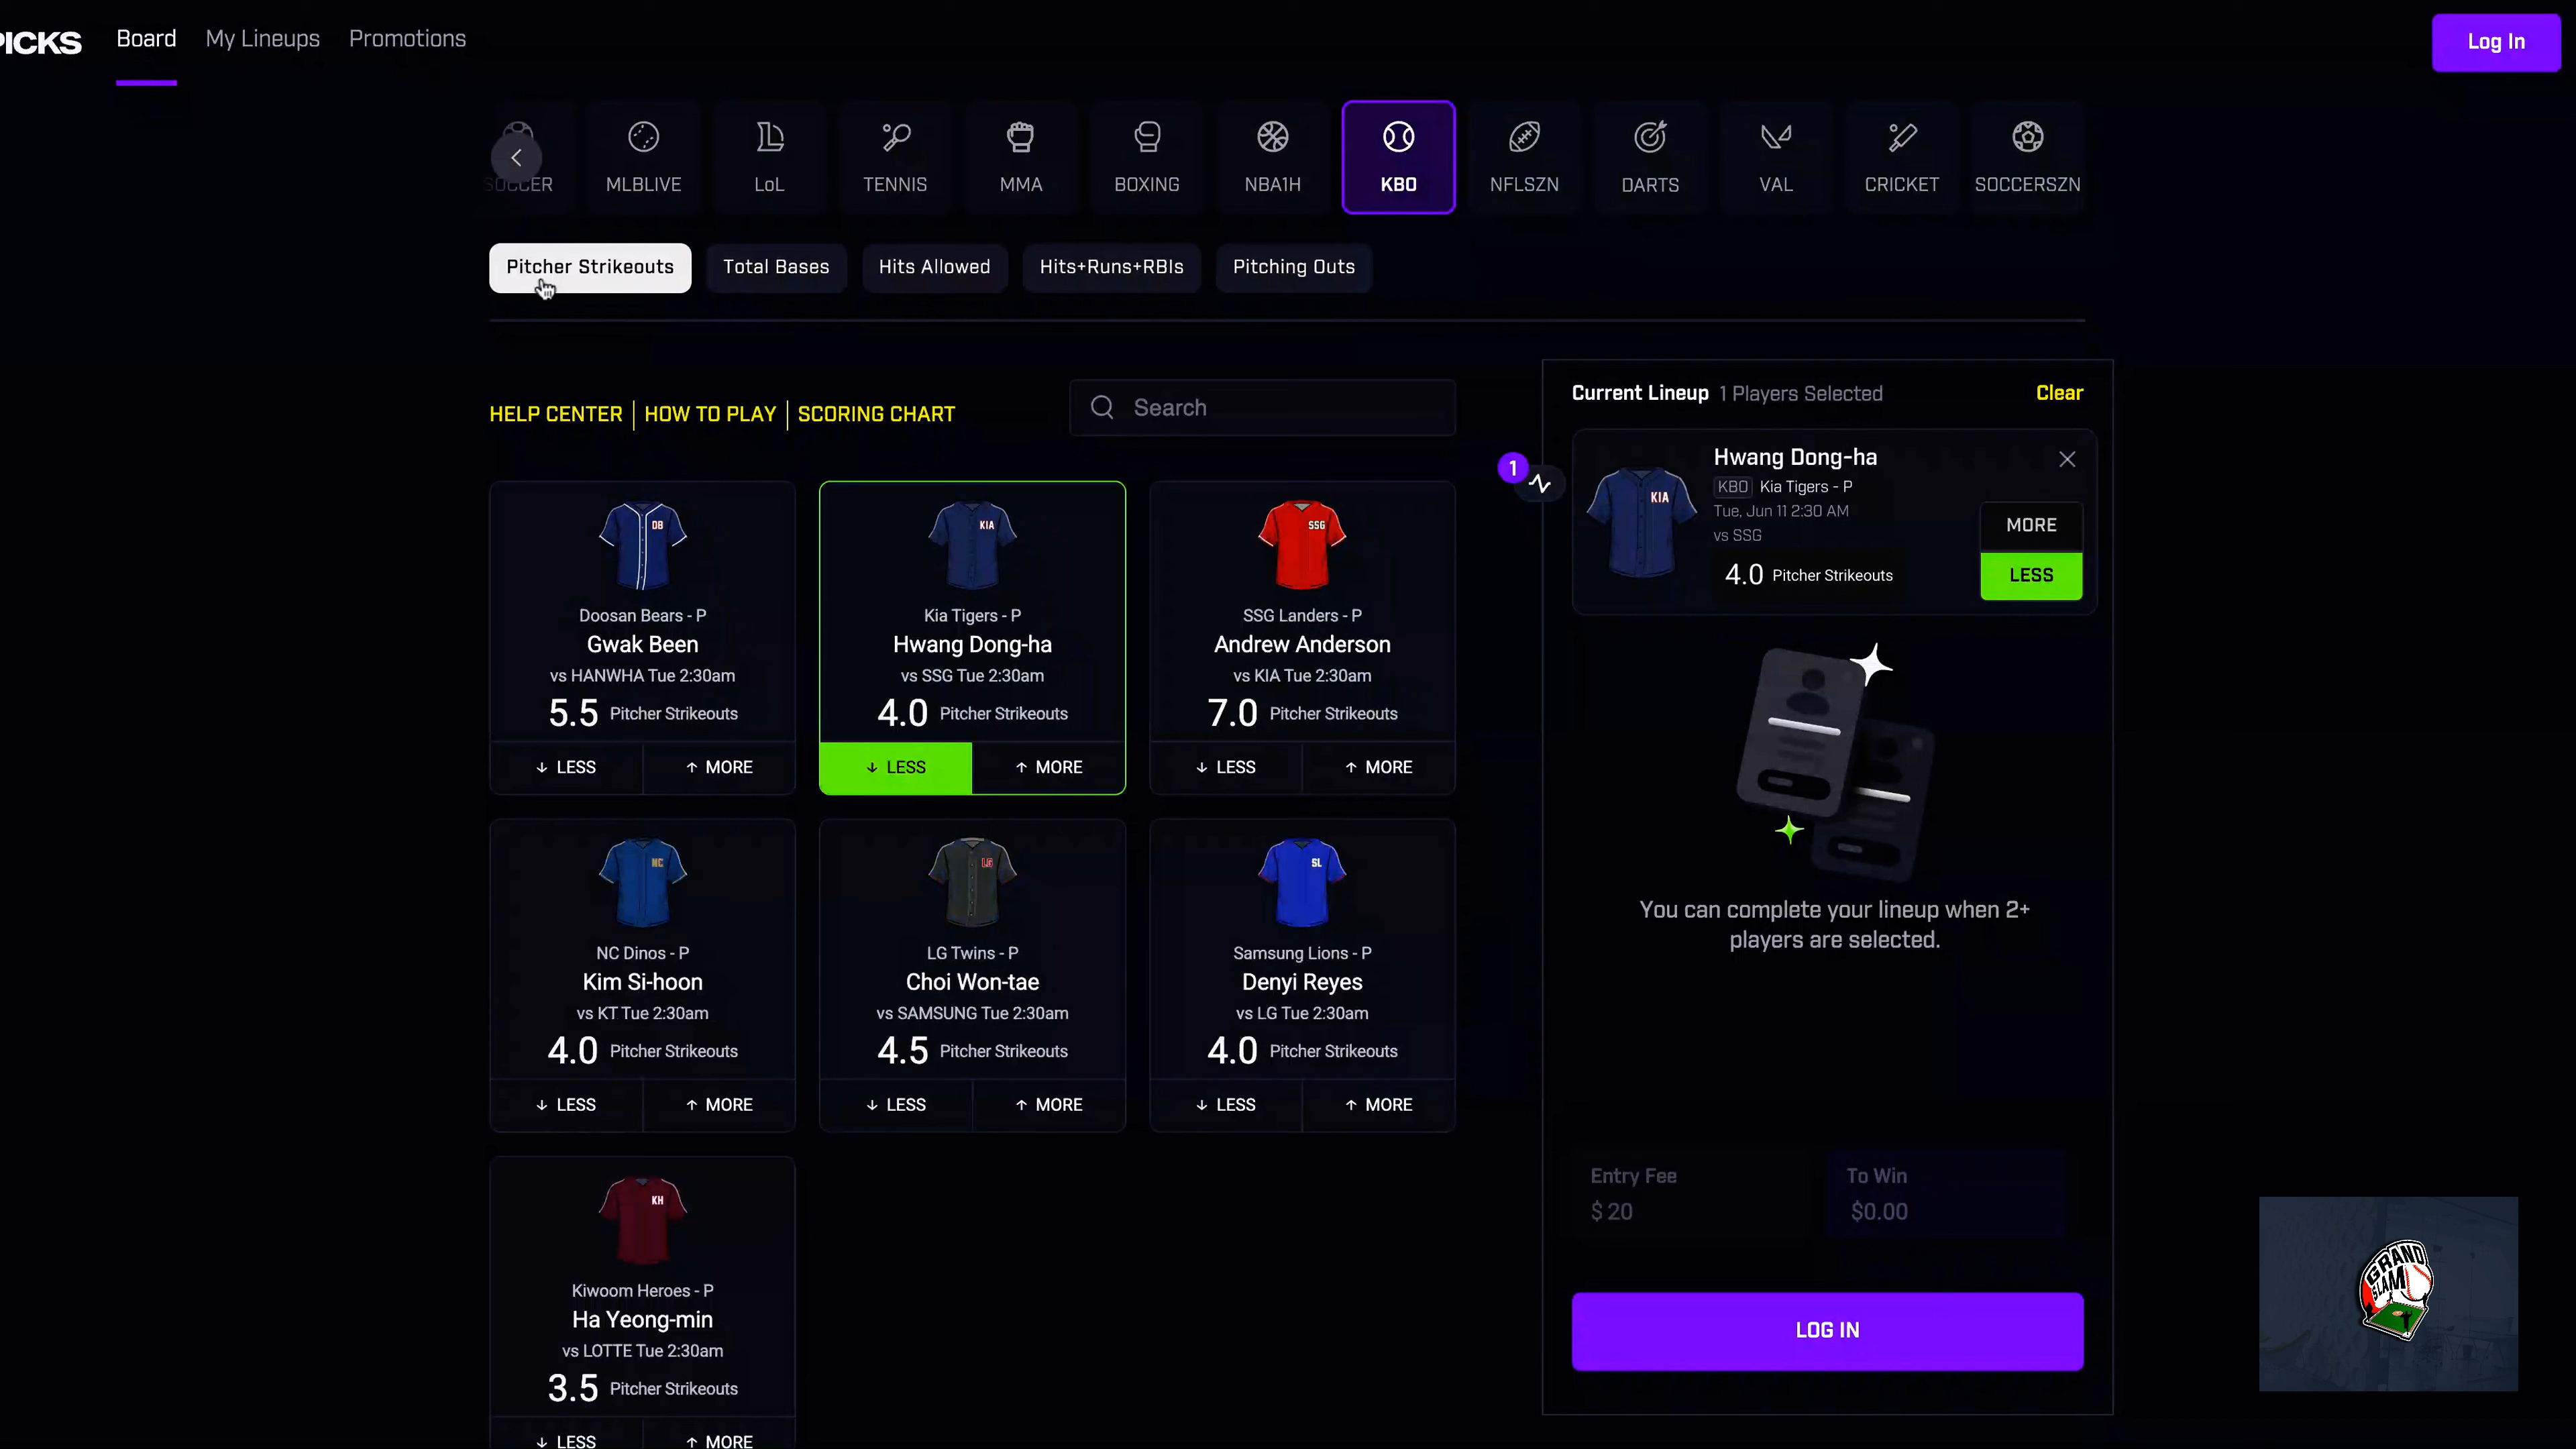 PICKS
Board
My Lineups
Promotions
Log In
SOCCER
MLBLIVE
LoL
TENNIS
MMA
BOXING
NBA1H
KBO
NFLSZN
DARTS
VAL
CRICKET
SOCCERSZN
Pitcher Strikeouts
Total Bases
Hits Allowed
Hits+Runs+RBIs
Pitching Outs
HELP CENTER
HOW TO PLAY
SCORING CHART
Search
DB
Doosan Bears - P
Gwak Been
vs HANWHA Tue 2:30am
5.5 Pitcher Strikeouts
↓ LESS
↑ MORE
KIA
Kia Tigers - P
Hwang Dong-ha
vs SSG Tue 2:30am
4.0 Pitcher Strikeouts
↓ LESS
↑ MORE
SSG
SSG Landers - P
Andrew Anderson
vs KIA Tue 2:30am
7.0 Pitcher Strikeouts
↓ LESS
↑ MORE
NC
NC Dinos - P
Kim Si-hoon
vs KT Tue 2:30am
4.0 Pitcher Strikeouts
↓ LESS
↑ MORE
LG
LG Twins - P
Choi Won-tae
vs SAMSUNG Tue 2:30am
4.5 Pitcher Strikeouts
↓ LESS
↑ MORE
SL
Samsung Lions - P
Denyi Reyes
vs LG Tue 2:30am
4.0 Pitcher Strikeouts
↓ LESS
↑ MORE
KH
Kiwoom Heroes - P
Ha Yeong-min
vs LOTTE Tue 2:30am
3.5 Pitcher Strikeouts
↓ LESS
↑ MORE
Current Lineup 1 Players Selected
Clear
1
KIA
Hwang Dong-ha
KBO Kia Tigers - P
Tue, Jun 11 2:30 AM
vs SSG
4.0 Pitcher Strikeouts
MORE
LESS
You can complete your lineup when 2+
players are selected.
Entry Fee
$ 20
To Win
$0.00
LOG IN
GRAND
SLAM